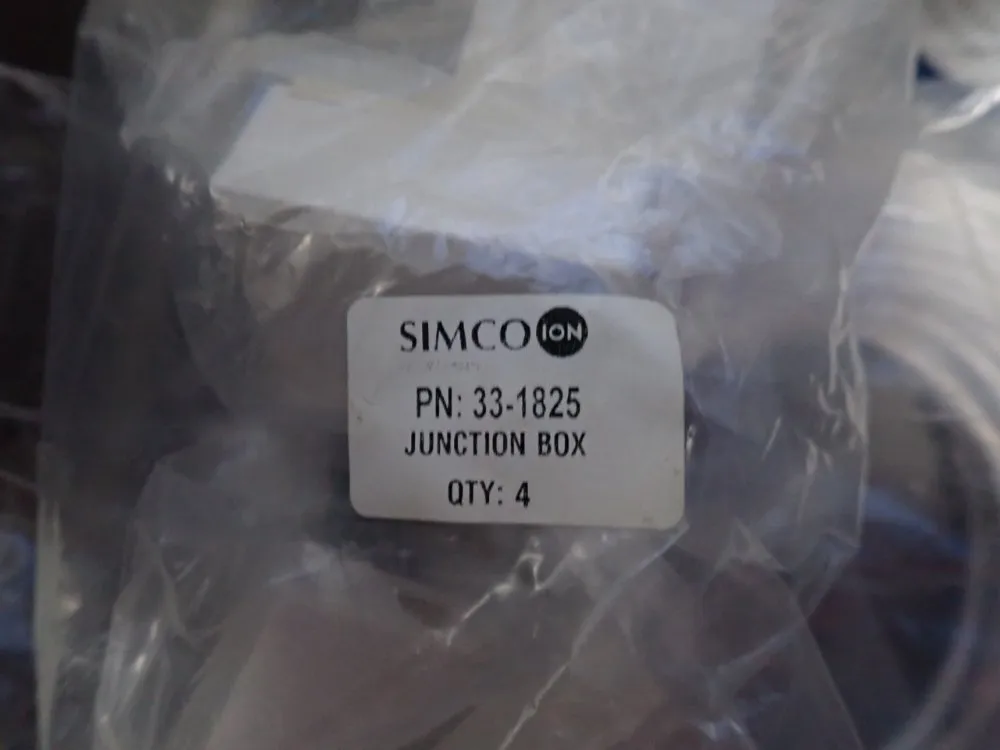 SIMCO ION
PN: 33-1825
JUNCTION BOX
QTY: 4